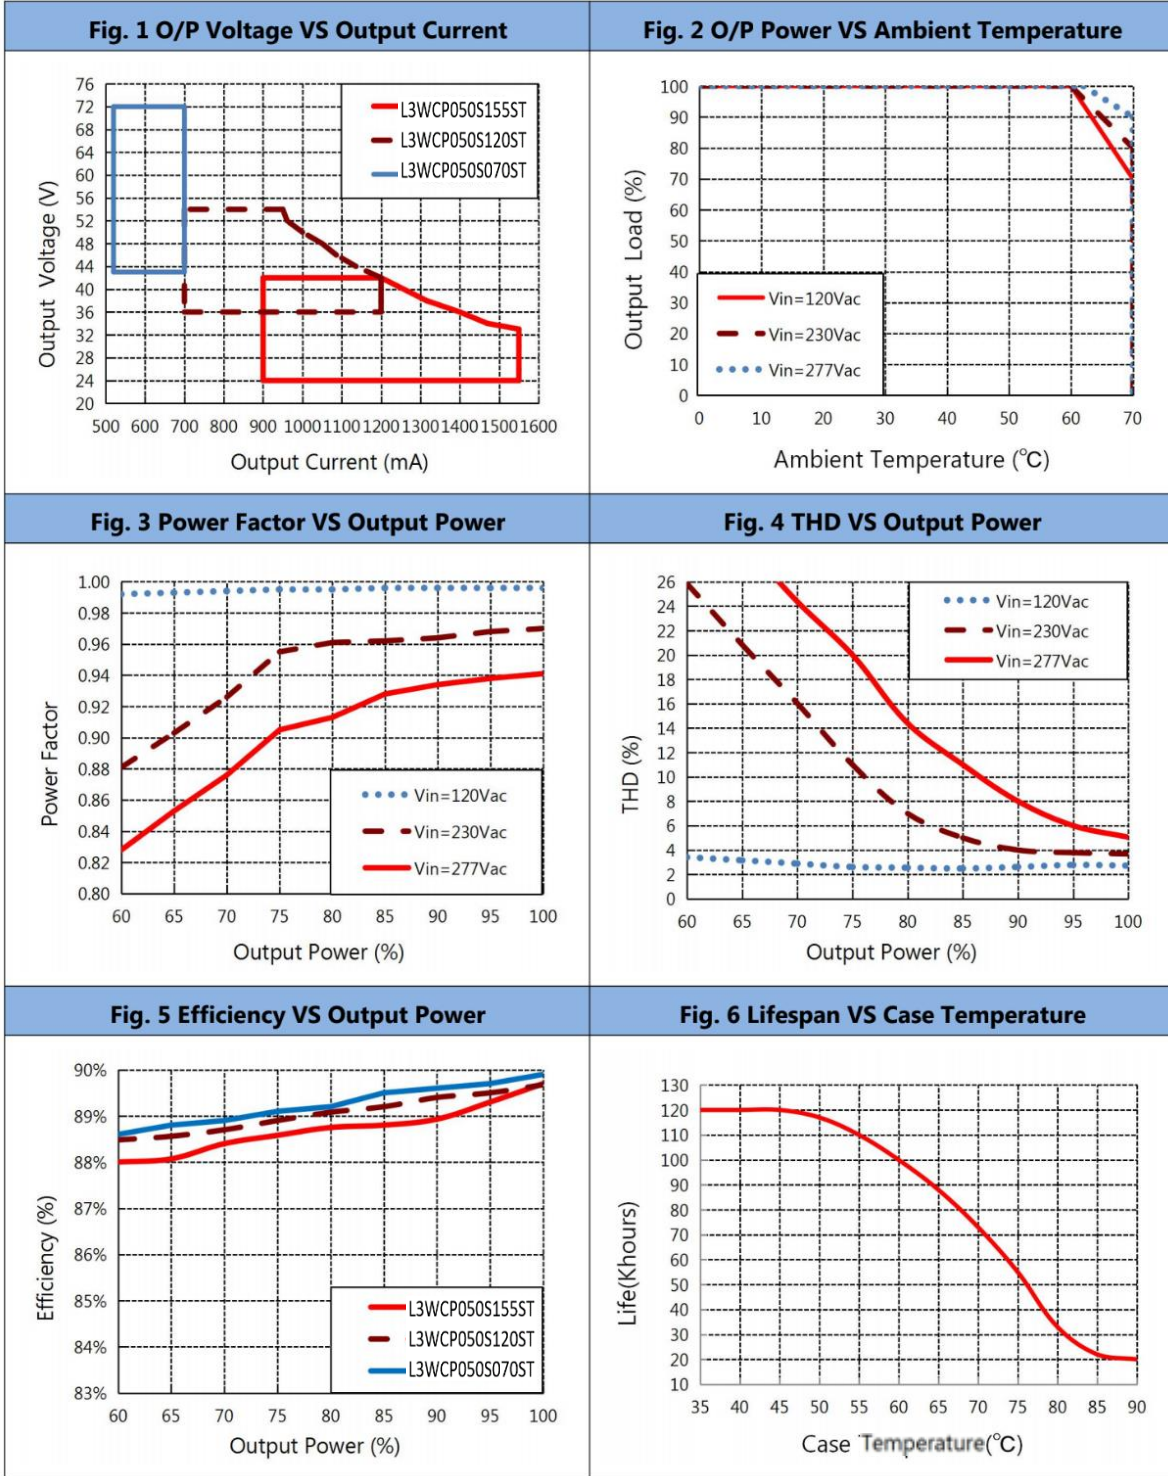 Fig. 1 O/P Voltage VS Output Current
76
72
68
64
60
56
52
48
44
40
36
32
28
24
20
Output Voltage (V)
L3WCP050S155ST
L3WCP050S120ST
L3WCP050S070ST
500 600 700 800 900 1000 1100 1200 1300 1400 1500 1600
Output Current (mA)
Fig. 2 O/P Power VS Ambient Temperature
100
90
80
70
60
50
40
30
20
10
0
Output Load (%)
Vin=120Vac
Vin=230Vac
Vin=277Vac
0 10 20 30 40 50 60 70
Ambient Temperature (℃)
Fig. 3 Power Factor VS Output Power
1.00
0.98
0.96
0.94
0.92
0.90
0.88
0.86
0.84
0.82
0.80
Power Factor
Vin=120Vac
Vin=230Vac
Vin=277Vac
60 65 70 75 80 85 90 95 100
Output Power (%)
Fig. 4 THD VS Output Power
26
24
22
20
18
16
14
12
10
8
6
4
2
0
THD (%)
Vin=120Vac
Vin=230Vac
Vin=277Vac
60 65 70 75 80 85 90 95 100
Output Power (%)
Fig. 5 Efficiency VS Output Power
90%
89%
88%
87%
86%
85%
84%
83%
Efficiency (%)
L3WCP050S155ST
L3WCP050S120ST
L3WCP050S070ST
60 65 70 75 80 85 90 95 100
Output Power (%)
Fig. 6 Lifespan VS Case Temperature
130
120
110
100
90
80
70
60
50
40
30
20
10
Life(Khours)
35 40 45 50 55 60 65 70 75 80 85 90
Case Temperature(℃)